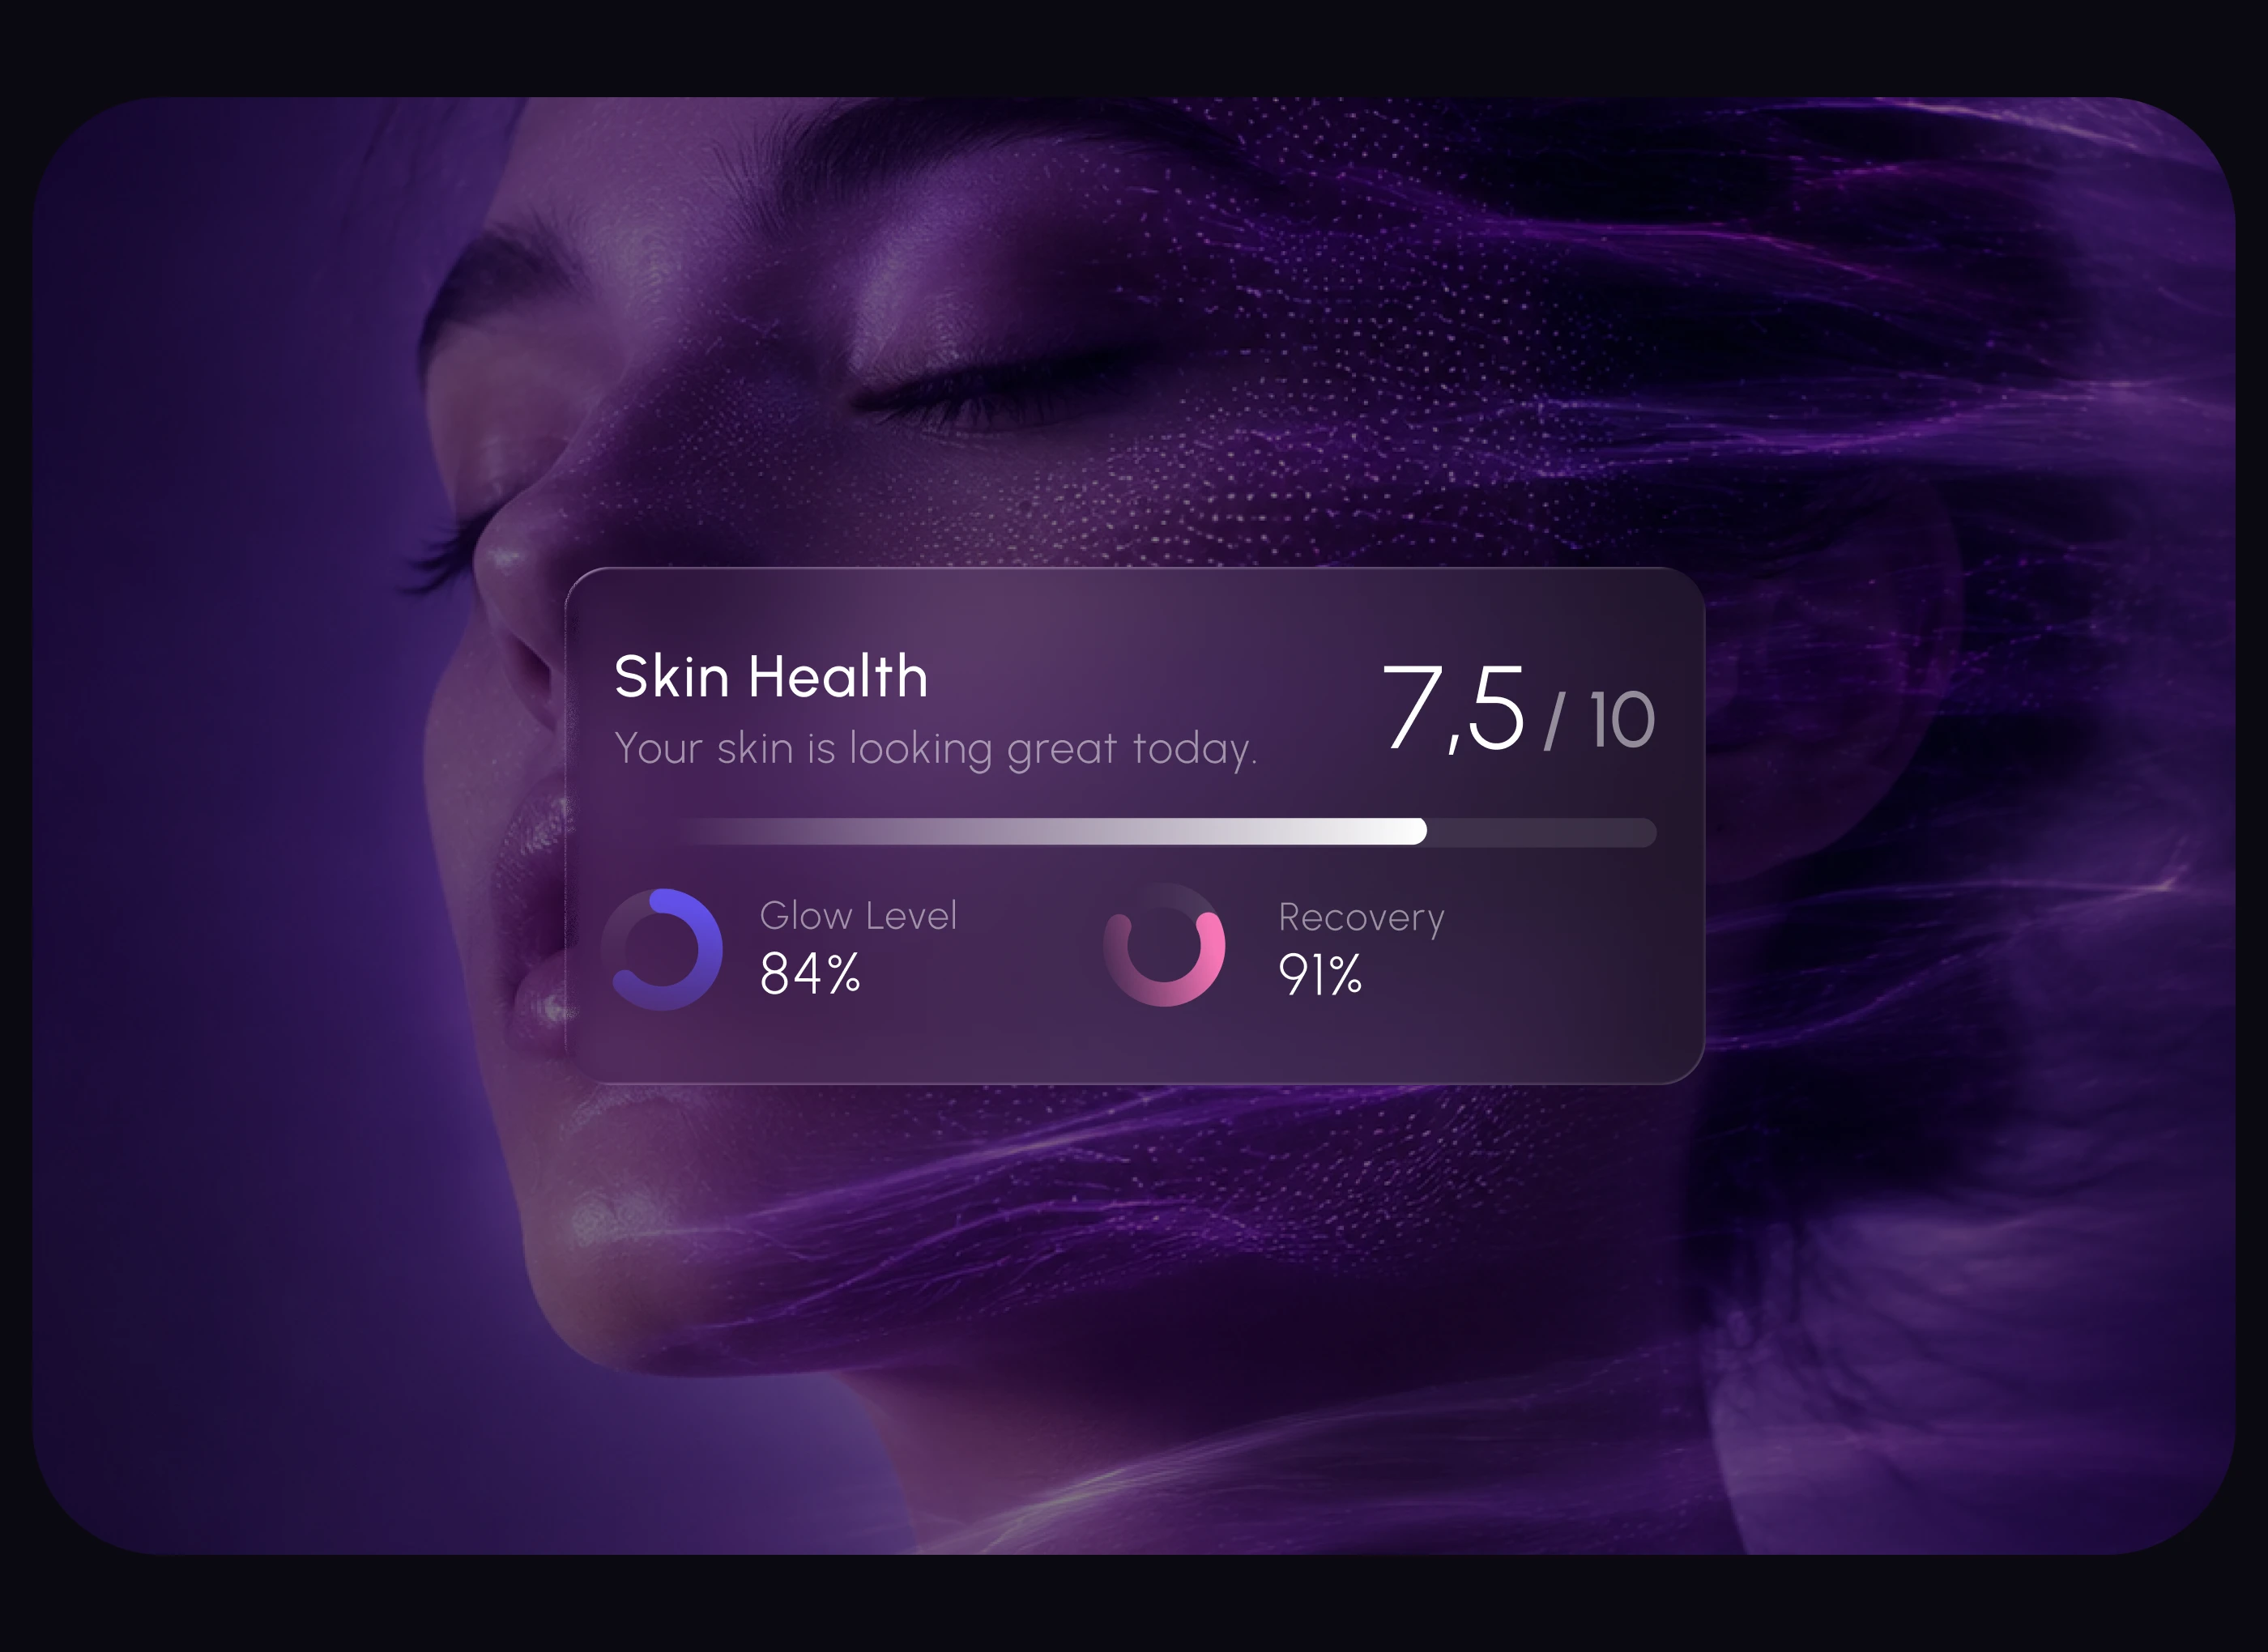 Skin Health
Your skin is looking great today.
7,5 / 10
Glow Level
84%
Recovery
91%